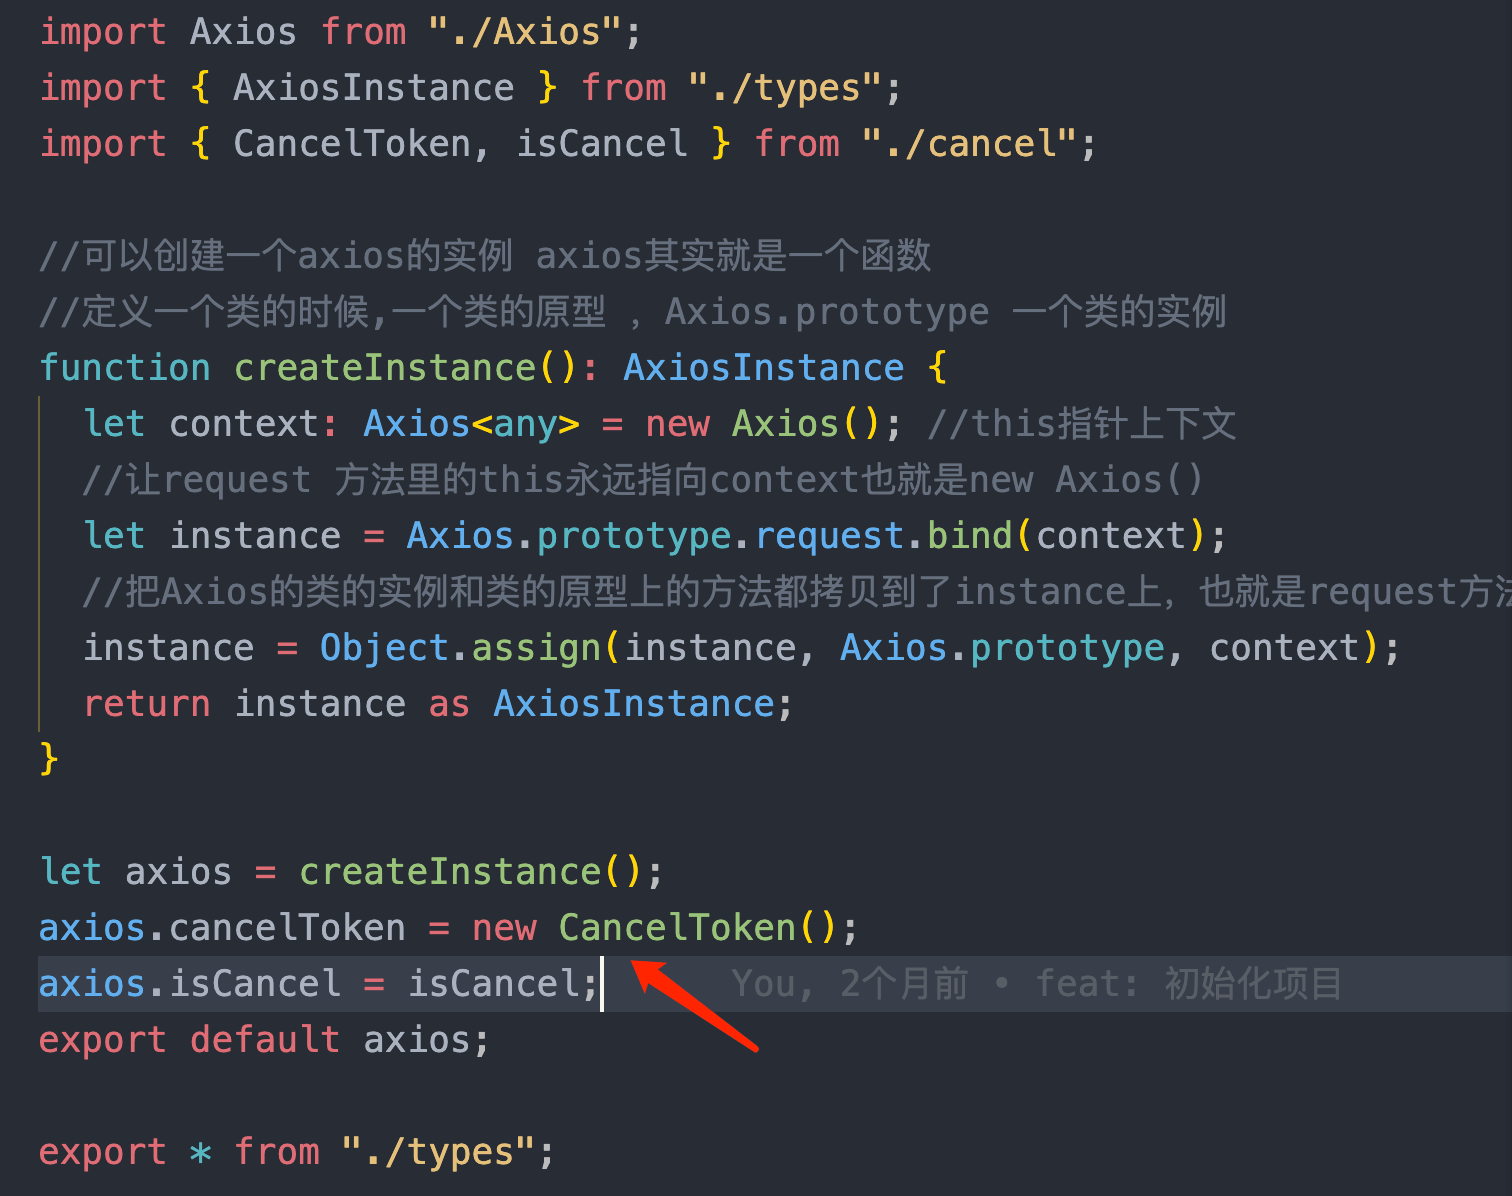 import Axios from "./Axios";
import { AxiosInstance } from "./types";
import { CancelToken, isCancel } from "./cancel";
//可以创建一个axios的实例 axios其实就是一个函数
//定义一个类的时候,一个类的原型 ，Axios.prototype 一个类的实例
function createInstance(): AxiosInstance {
let context: Axios<any> = new Axios(); //this指针上下文
//让request 方法里的this永远指向context也就是new Axios()
let instance = Axios.prototype.request.bind(context);
//把Axios的类的实例和类的原型上的方法都拷贝到了instance上，也就是request方法
instance = Object.assign(instance, Axios.prototype, context);
return instance as AxiosInstance;
}
let axios = createInstance();
axios.cancelToken = new CancelToken();
axios.isCancel = isCancel; You, 2个月前 • feat: 初始化项目
export default axios;
export * from "./types";